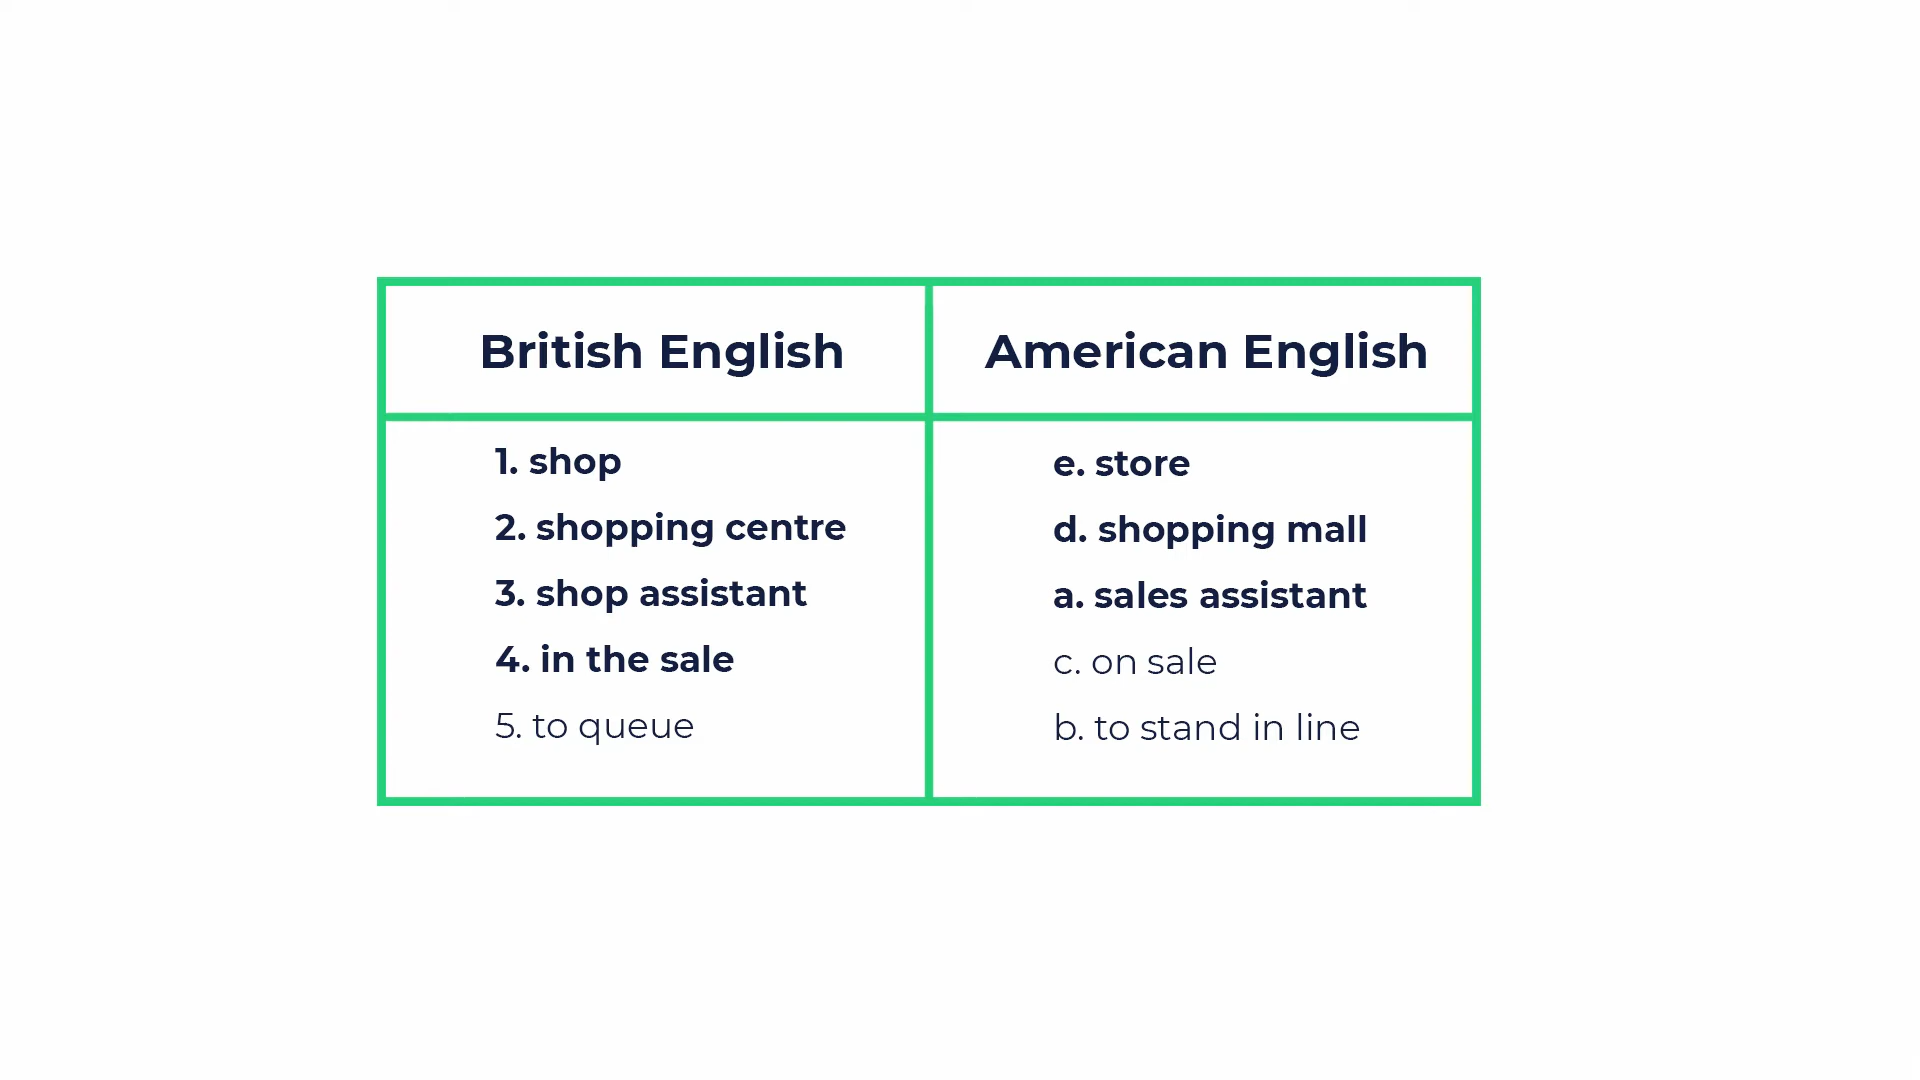 British English
American English
1. shop
2. shopping centre
3. shop assistant
4. in the sale
5. to queue
e. store
d. shopping mall
a. sales assistant
c. on sale
b. to stand in line